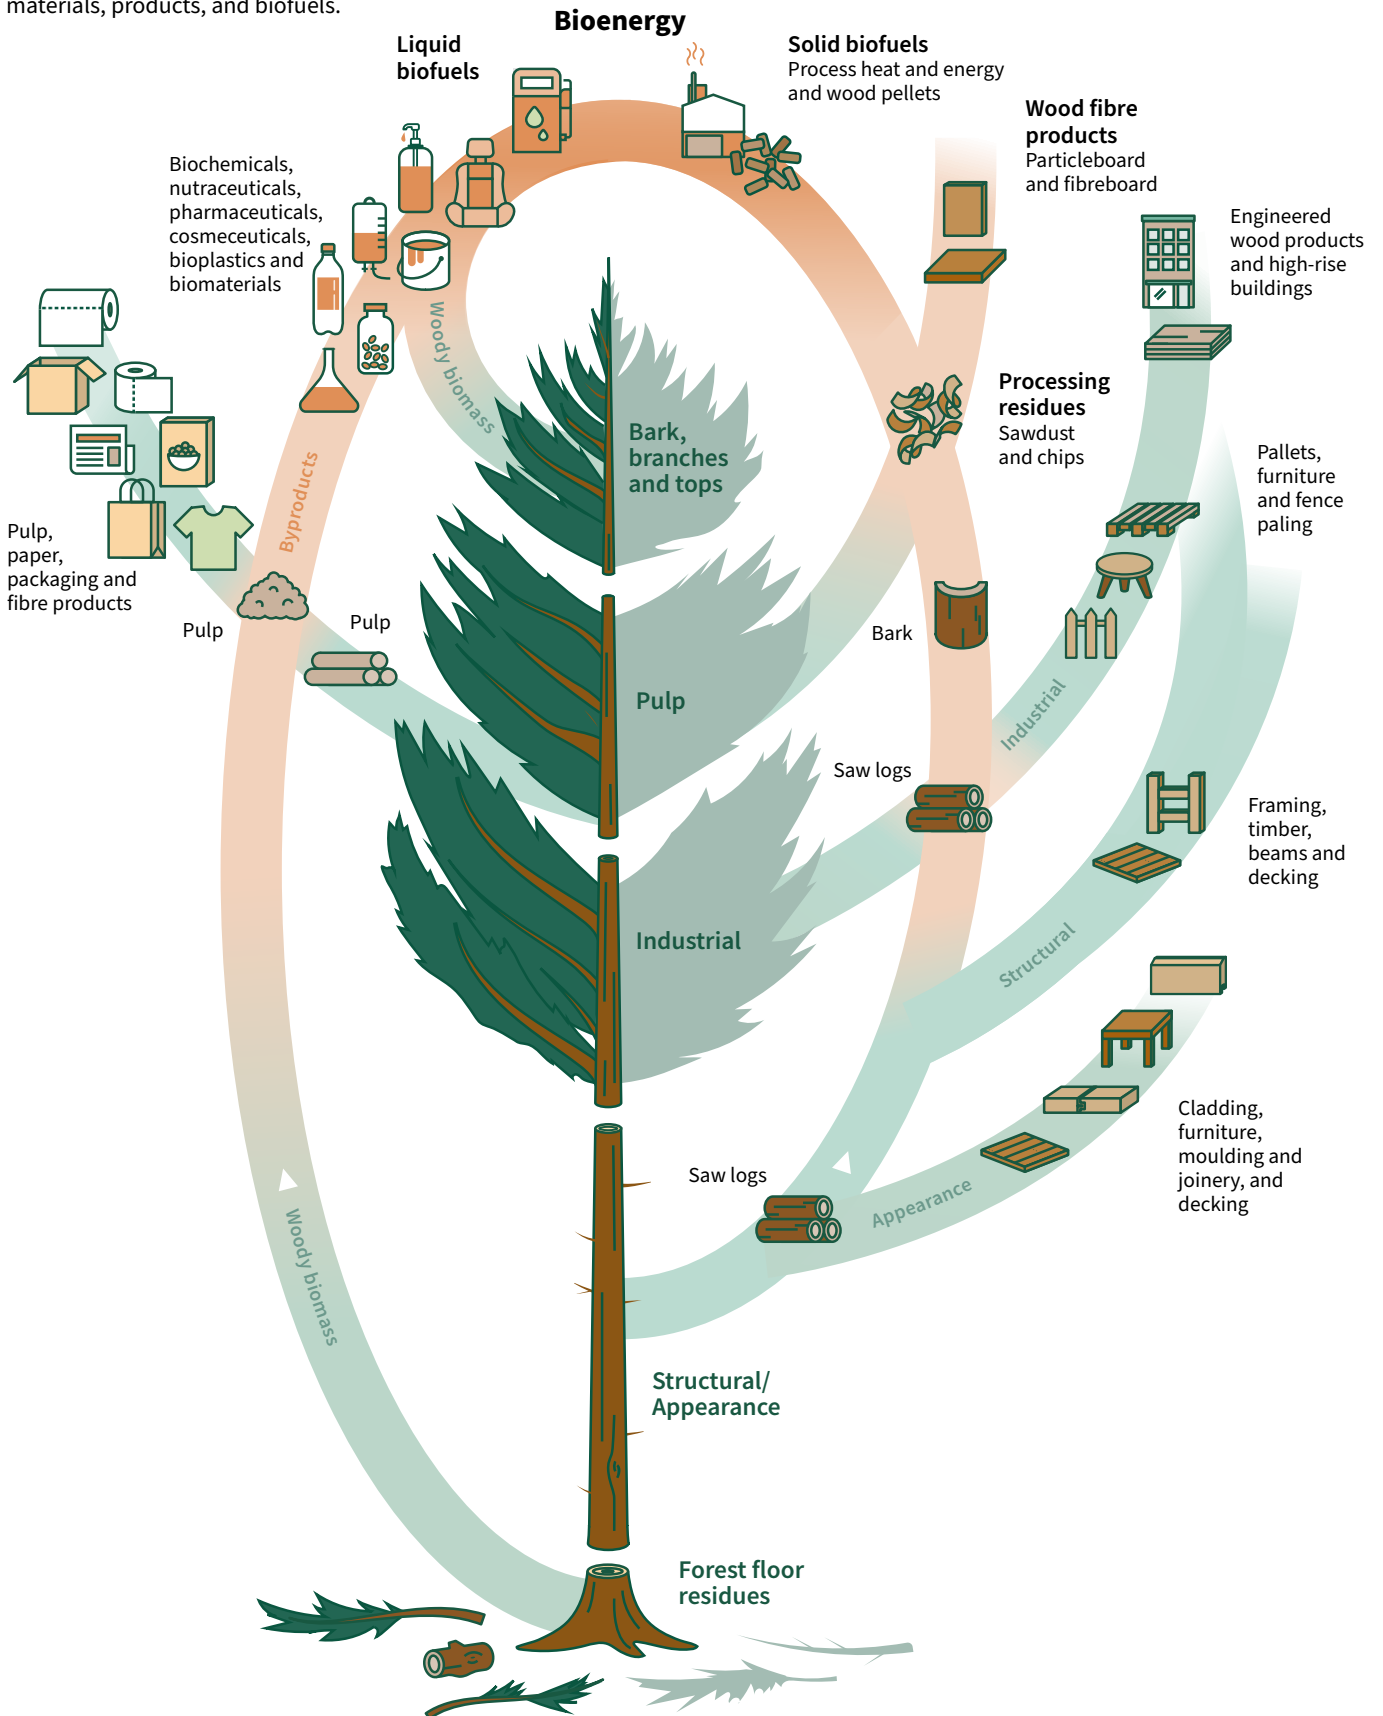 materials, products, and biofuels.
Bioenergy
Liquid
biofuels
Solid biofuels
Process heat and energy
and wood pellets
Wood fibre
products
Particleboard
and fibreboard
Biochemicals,
nutraceuticals,
pharmaceuticals,
cosmeceuticals,
bioplastics and
biomaterials
Engineered
wood products
and high-rise
buildings
Woody biomass
Processing
residues
Sawdust
and chips
Bark,
branches
and tops
Pallets,
furniture
and fence
paling
Byproducts
Pulp,
paper,
packaging and
fibre products
Pulp
Pulp
Bark
Pulp
Industrial
Saw logs
Framing,
timber,
beams and
decking
Industrial
Structural
Cladding,
furniture,
moulding and
joinery, and
decking
Saw logs
Appearance
Woody biomass
Structural/
Appearance
Forest floor
residues